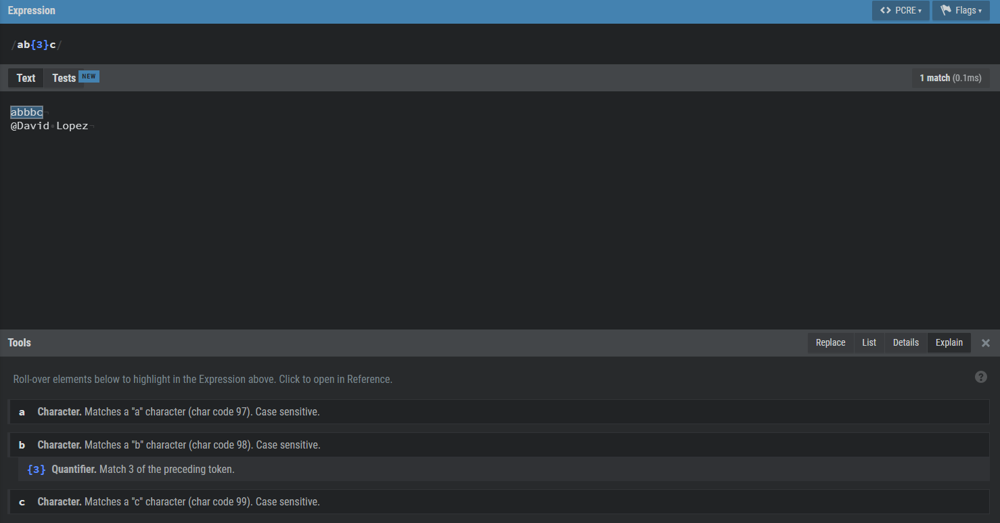 Expression
<> PCRE ▾
Flags ▾
/ab{3}c/
Text
Tests
NEW
1 match (0.1ms)
abbbc¬
@David•Lopez¬
Tools
Replace
List
Details
Explain
Roll-over elements below to highlight in the Expression above. Click to open in Reference.
?
a Character. Matches a "a" character (char code 97). Case sensitive.
b Character. Matches a "b" character (char code 98). Case sensitive.
{3} Quantifier. Match 3 of the preceding token.
c Character. Matches a "c" character (char code 99). Case sensitive.